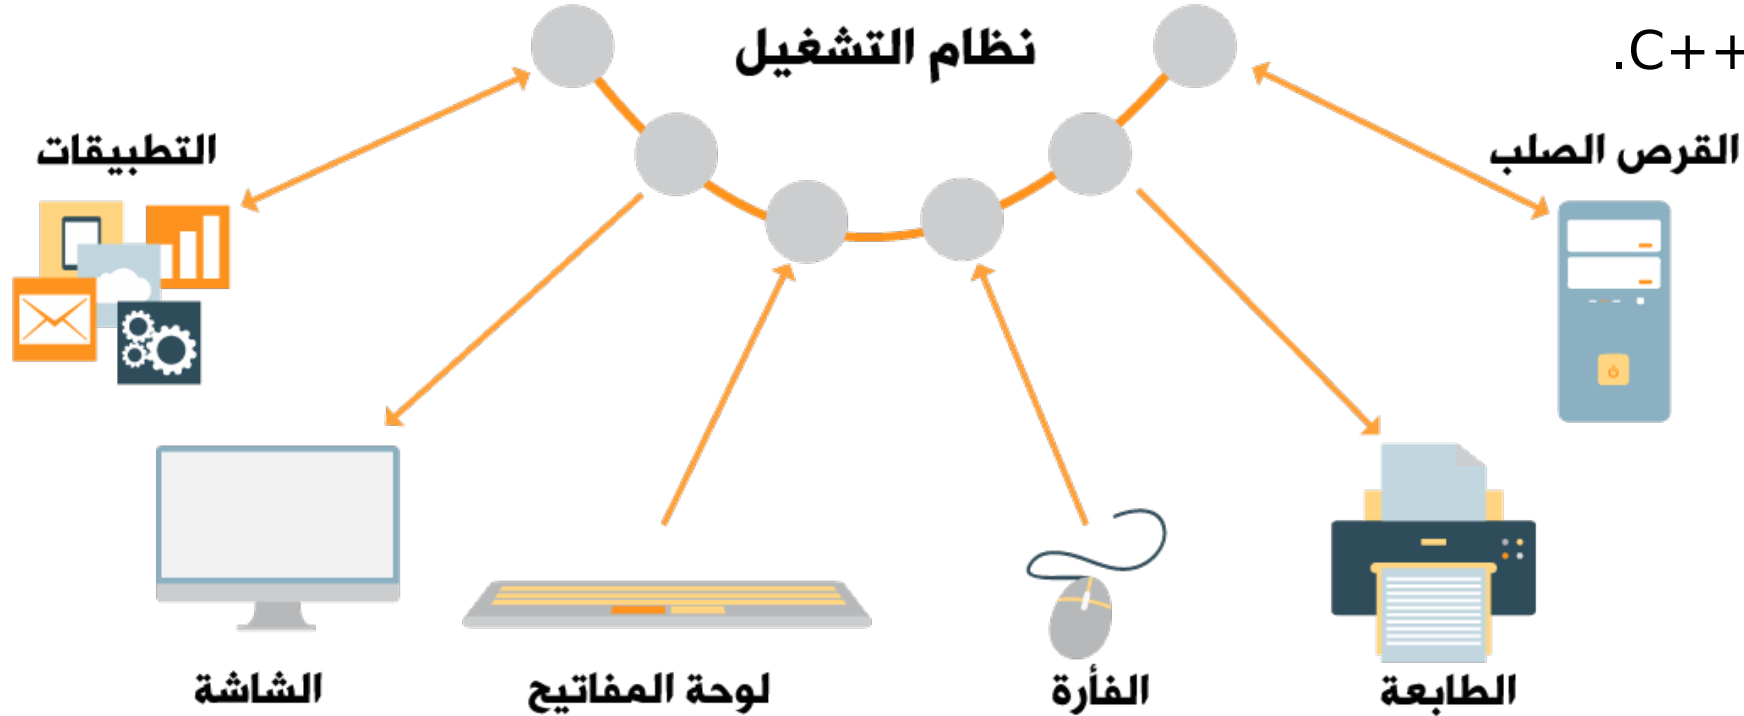 نظام التشغيل
C++.
القرص الصلب
التطبيقات
الطابعة
الفأرة
لوحة المفاتيح
الشاشة